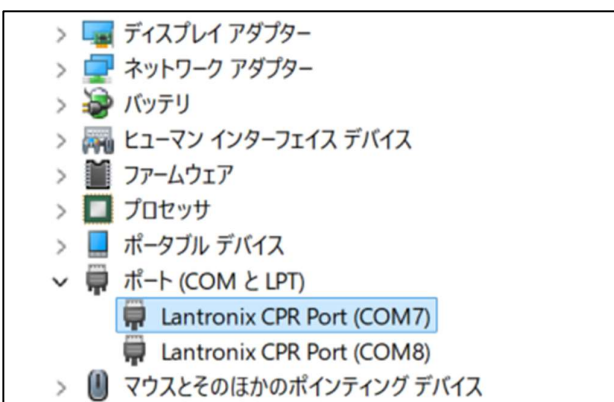 ディスプレイ アダプター
ネットワーク アダプター
バッテリ
ヒューマン インターフェイス デバイス
ファームウェア
プロセッサ
ポータブル デバイス
ポート (COM と LPT)
Lantronix CPR Port (COM7)
Lantronix CPR Port (COM8)
マウスとそのほかのポインティング デバイス